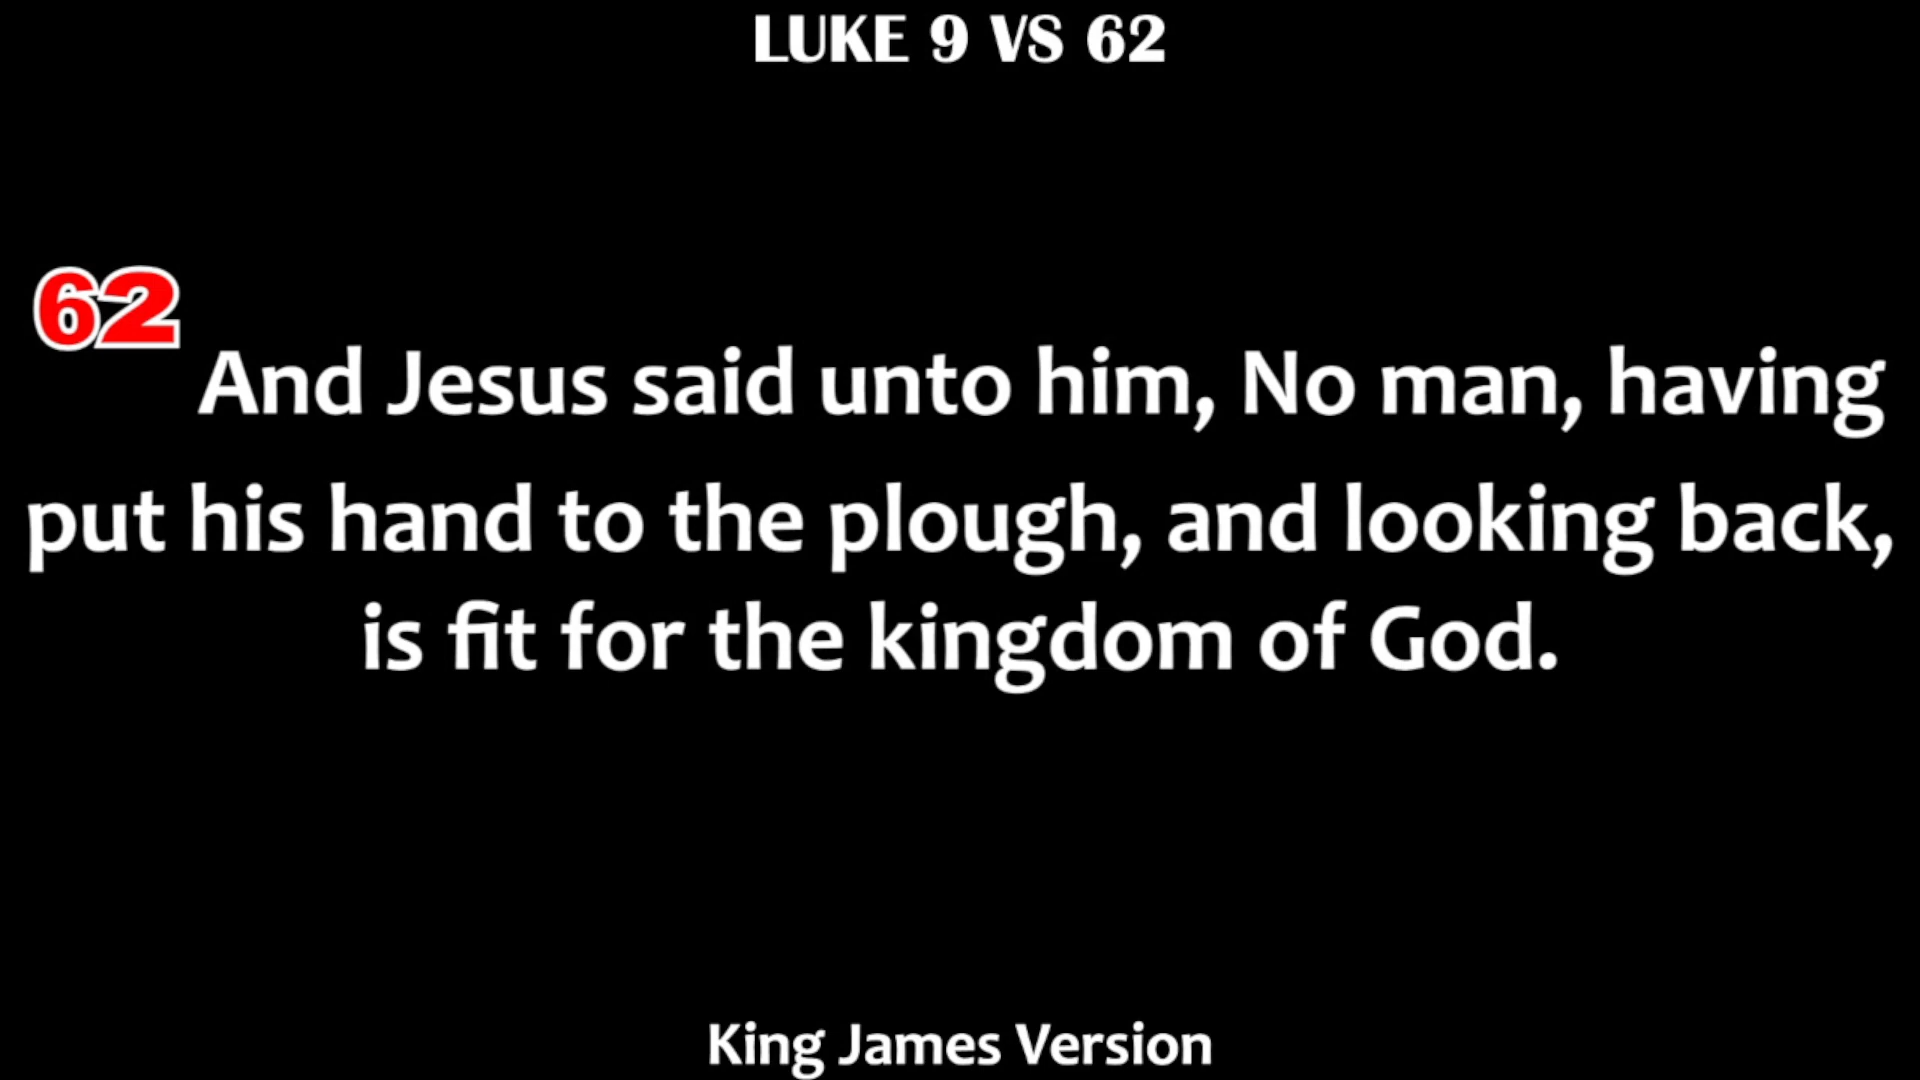 LUKE 9 VS 62
62
And Jesus said unto him, No man, having
put his hand to the plough, and looking back,
is fit for the kingdom of God.
King James Version